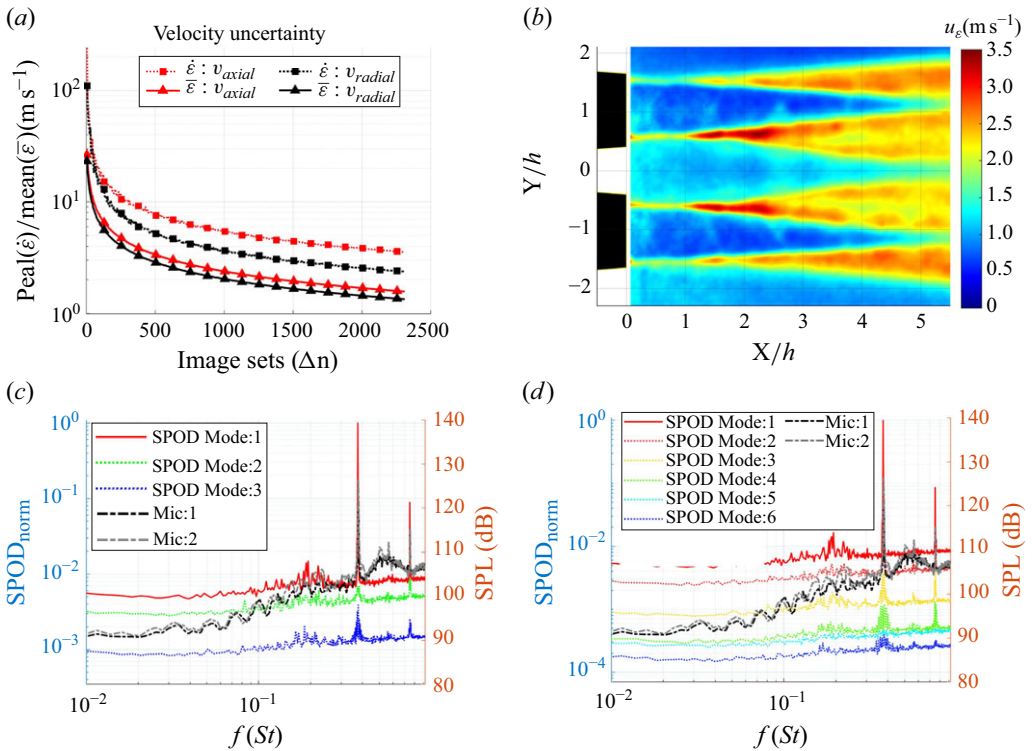 (a)
Velocity uncertainty
ε̇ : v_axial ε̇ : v_radial
ε̅ : v_axial ε̅ : v_radial
Peal(ε̇)/mean(ε̅)(m s⁻¹)
10²
10¹
10⁰
0 500 1000 1500 2000 2500
Image sets (Δn)
(b)
u_ε(m s⁻¹)
3.5
3.0
2.5
2.0
1.5
1.0
0.5
0
Y/h
2
1
0
−1
−2
0 1 2 3 4 5
X/h
(c)
SPOD_norm
10⁰
10⁻¹
10⁻²
10⁻³
SPOD Mode:1
SPOD Mode:2
SPOD Mode:3
Mic:1
Mic:2
140
130
120
110
100
90
80
SPL (dB)
10⁻² 10⁻¹
f (St)
(d)
SPOD_norm
10⁰
10⁻²
10⁻³
10⁻⁴
SPOD Mode:1 Mic:1
SPOD Mode:2 Mic:2
SPOD Mode:3
SPOD Mode:4
SPOD Mode:5
SPOD Mode:6
140
130
120
110
100
90
80
SPL (dB)
10⁻² 10⁻¹
f (St)